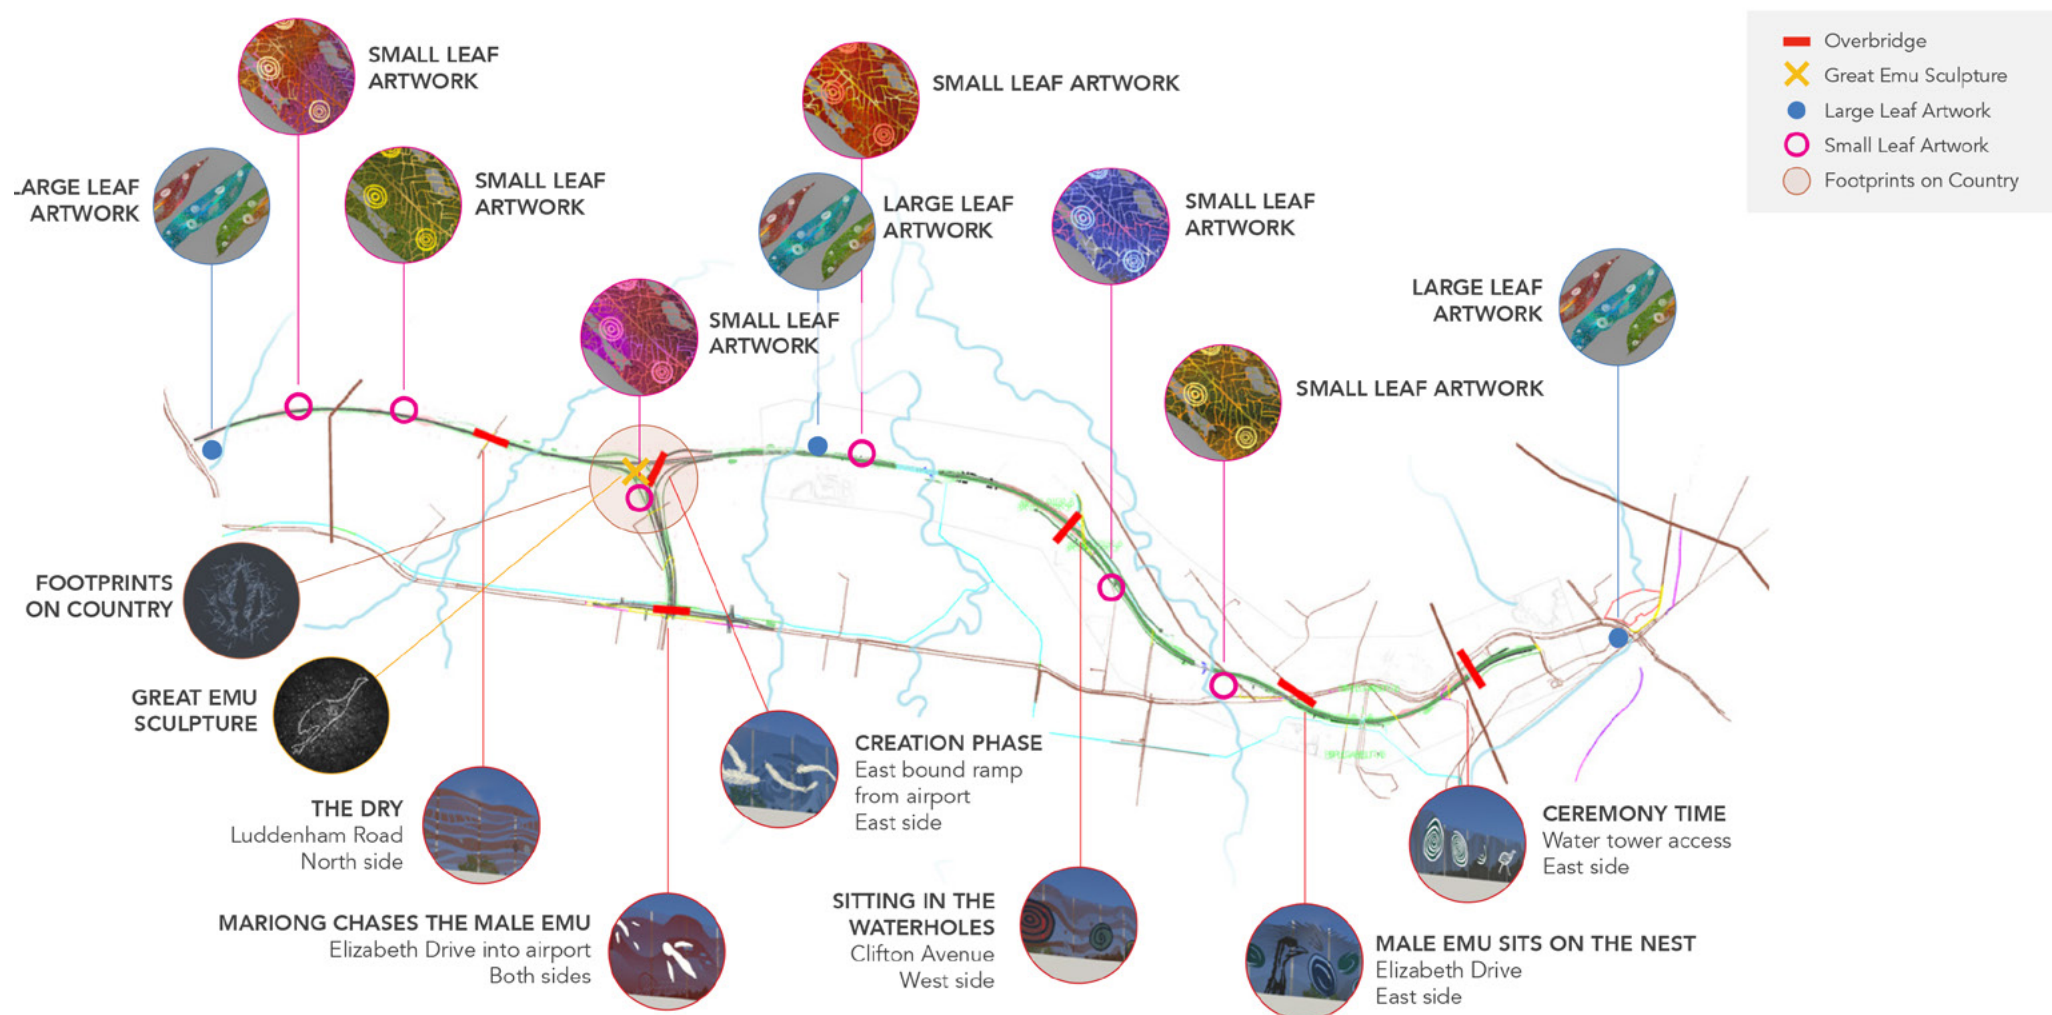 SMALL LEAF
ARTWORK
SMALL LEAF ARTWORK
LARGE LEAF
ARTWORK
SMALL LEAF
ARTWORK
LARGE LEAF
ARTWORK
SMALL LEAF
ARTWORK
SMALL LEAF
ARTWORK
LARGE LEAF
ARTWORK
SMALL LEAF ARTWORK
Overbridge
Great Emu Sculpture
Large Leaf Artwork
Small Leaf Artwork
Footprints on Country
FOOTPRINTS
ON COUNTRY
GREAT EMU
SCULPTURE
THE DRY
Luddenham Road
North side
MARIONG CHASES THE MALE EMU
Elizabeth Drive into airport
Both sides
CREATION PHASE
East bound ramp
from airport
East side
SITTING IN THE
WATERHOLES
Clifton Avenue
West side
MALE EMU SITS ON THE NEST
Elizabeth Drive
East side
CEREMONY TIME
Water tower access
East side